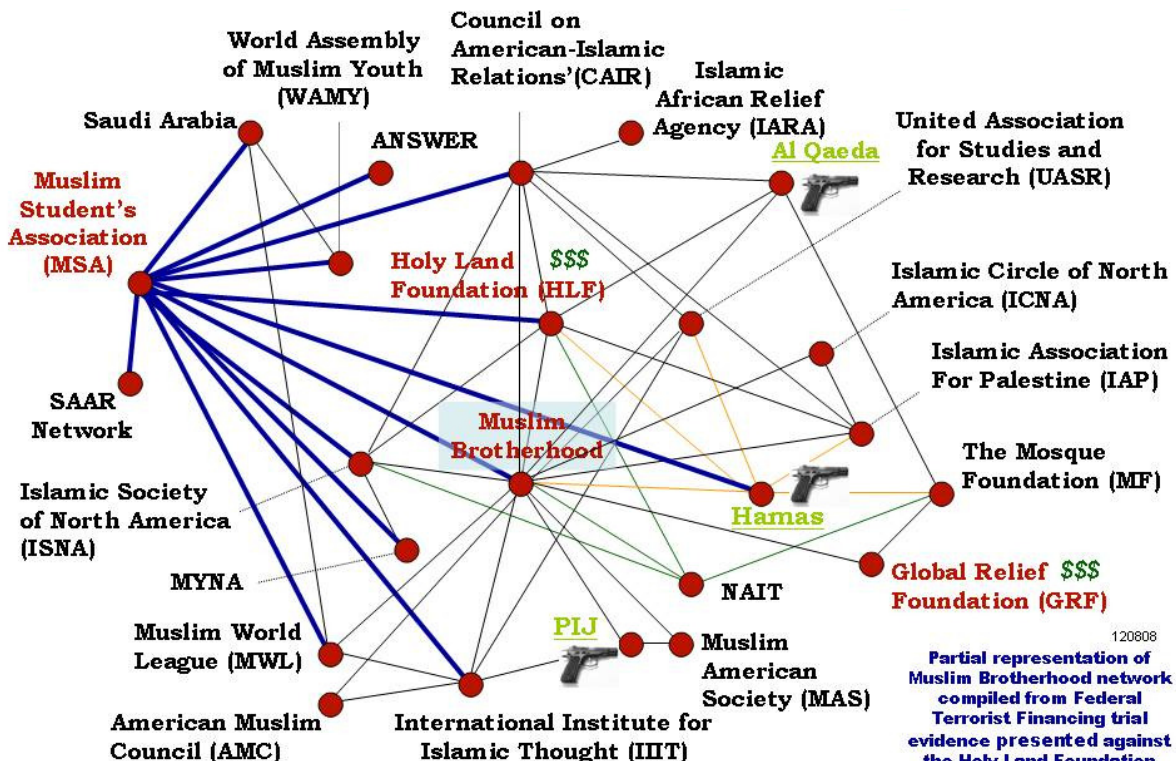 World Assembly
of Muslim Youth
(WAMY)
Council on
American-Islamic
Relations'(CAIR)
Islamic
African Relief
Agency (IARA)
Saudi Arabia
ANSWER
Al Qaeda
United Association
for Studies and
Research (UASR)
Muslim
Student's
Association
(MSA)
Holy Land $$$
Foundation (HLF)
Islamic Circle of North
America (ICNA)
Islamic Association
For Palestine (IAP)
SAAR
Network
Muslim
Brotherhood
The Mosque
Foundation (MF)
Islamic Society
of North America
(ISNA)
Hamas
MYNA
NAIT
Global Relief $$$
Foundation (GRF)
Muslim World
League (MWL)
PIJ
Muslim
American
Society (MAS)
American Muslim
Council (AMC)
International Institute for
Islamic Thought (IIIT)
120808
Partial representation of
Muslim Brotherhood network
compiled from Federal
Terrorist Financing trial
evidence presented against
the Holy Land Foundation